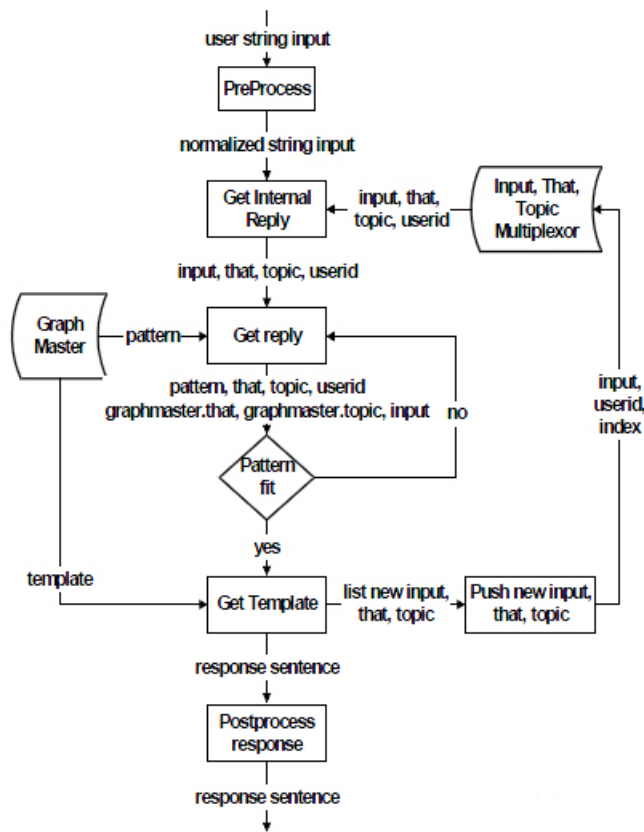 user string input
PreProcess
normalized string input
Get Internal
Reply
input, that,
topic, userid
Input, That,
Topic
Multiplexor
input, that, topic, userid
Graph
Master
pattern
Get reply
pattern, that, topic, userid
graphmaster.that, graphmaster.topic, input
no
input,
userid,
index
Pattern
fit
yes
template
Get Template
list new input,
that, topic
Push new input,
that, topic
response sentence
Postprocess
response
response sentence